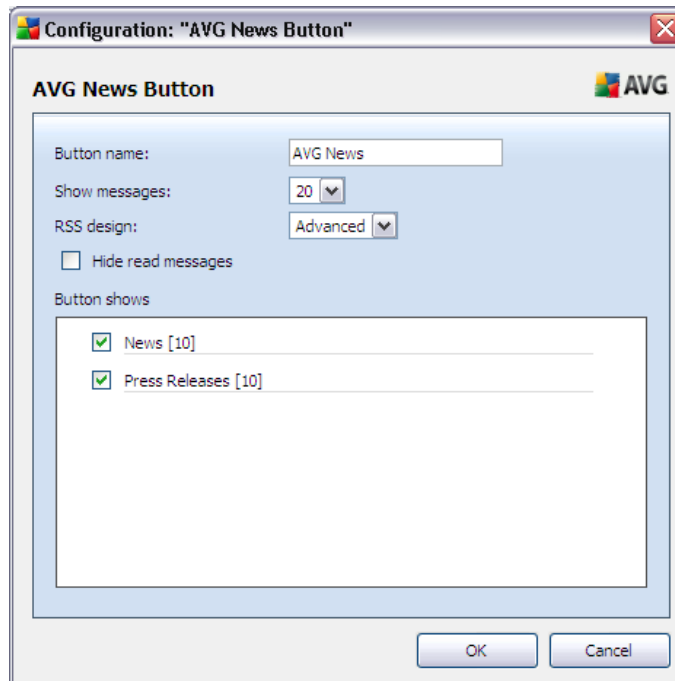 Configuration: "AVG News Button"
AVG News Button
AVG
Button name: AVG News
Show messages: 20
RSS design: Advanced
Hide read messages
Button shows
News [10]
Press Releases [10]
OK Cancel